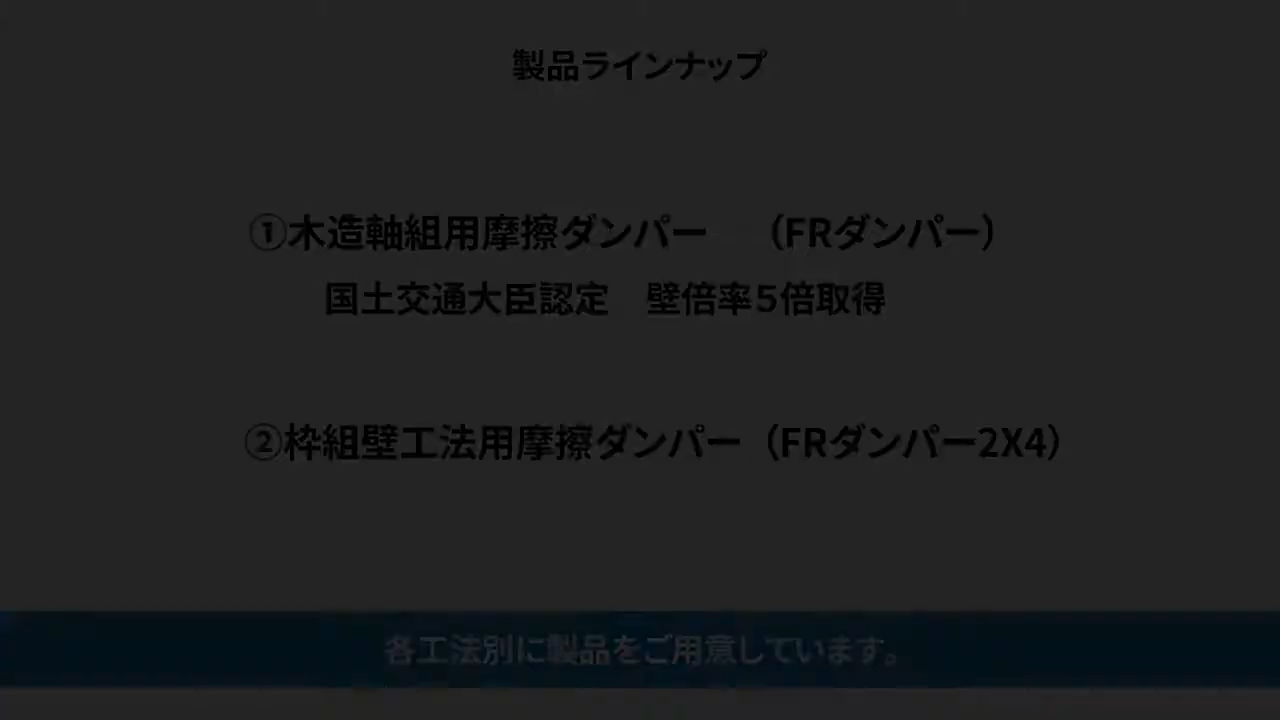 製品ラインナップ
①木造軸組用摩擦ダンパー　（FRダンパー）
国土交通大臣認定　壁倍率5倍取得
②枠組壁工法用摩擦ダンパー（FRダンパー2X4）
各工法別に製品をご用意しています。